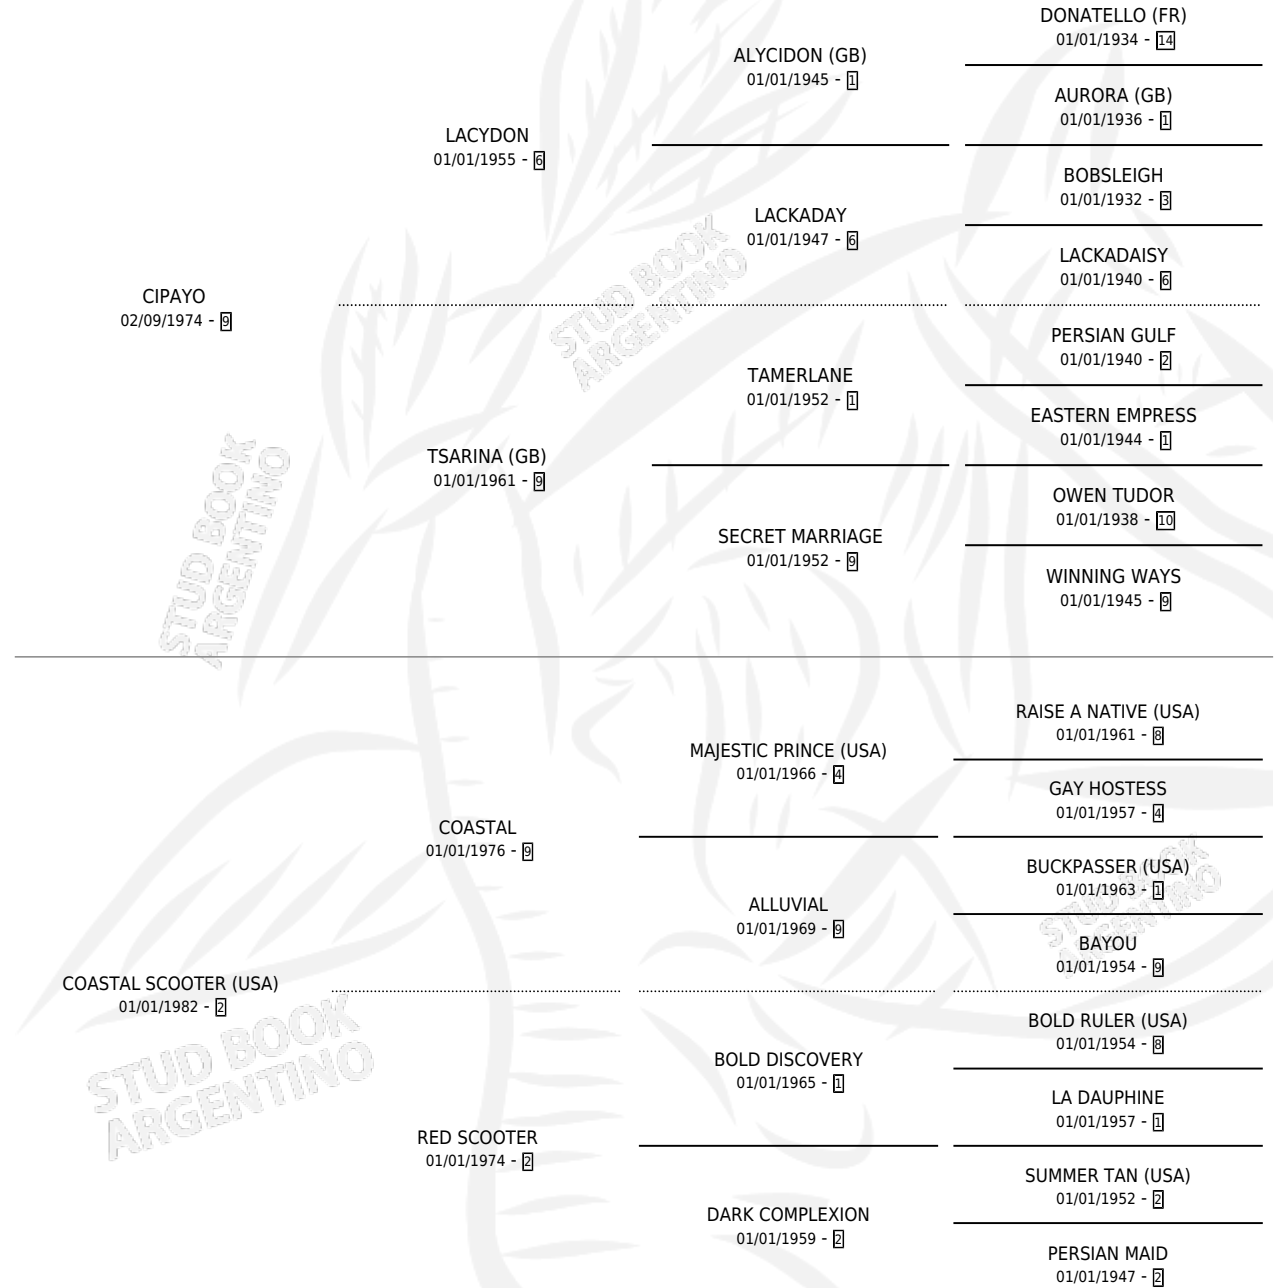 DONATELLO (FR)
01/01/1934 - 14
ALYCIDON (GB)
01/01/1945 - 1
AURORA (GB)
01/01/1936 - 1
LACYDON
01/01/1955 - 6
BOBSLEIGH
01/01/1932 - 3
LACKADAY
01/01/1947 - 6
LACKADAISY
01/01/1940 - 6
CIPAYO
02/09/1974 - 9
PERSIAN GULF
01/01/1940 - 2
TAMERLANE
01/01/1952 - 1
EASTERN EMPRESS
01/01/1944 - 1
TSARINA (GB)
01/01/1961 - 9
OWEN TUDOR
01/01/1938 - 10
SECRET MARRIAGE
01/01/1952 - 9
WINNING WAYS
01/01/1945 - 9
RAISE A NATIVE (USA)
01/01/1961 - 8
MAJESTIC PRINCE (USA)
01/01/1966 - 4
GAY HOSTESS
01/01/1957 - 4
COASTAL
01/01/1976 - 9
BUCKPASSER (USA)
01/01/1963 - 1
ALLUVIAL
01/01/1969 - 9
BAYOU
01/01/1954 - 9
COASTAL SCOOTER (USA)
01/01/1982 - 2
BOLD RULER (USA)
01/01/1954 - 8
BOLD DISCOVERY
01/01/1965 - 1
LA DAUPHINE
01/01/1957 - 1
RED SCOOTER
01/01/1974 - 2
SUMMER TAN (USA)
01/01/1952 - 2
DARK COMPLEXION
01/01/1959 - 2
PERSIAN MAID
01/01/1947 - 2
STUD BOOK
ARGENTINO
STUD BOOK
ARGENTINO
STUD BOOK
ARGENTINO
STUD BOOK
ARGENTINO